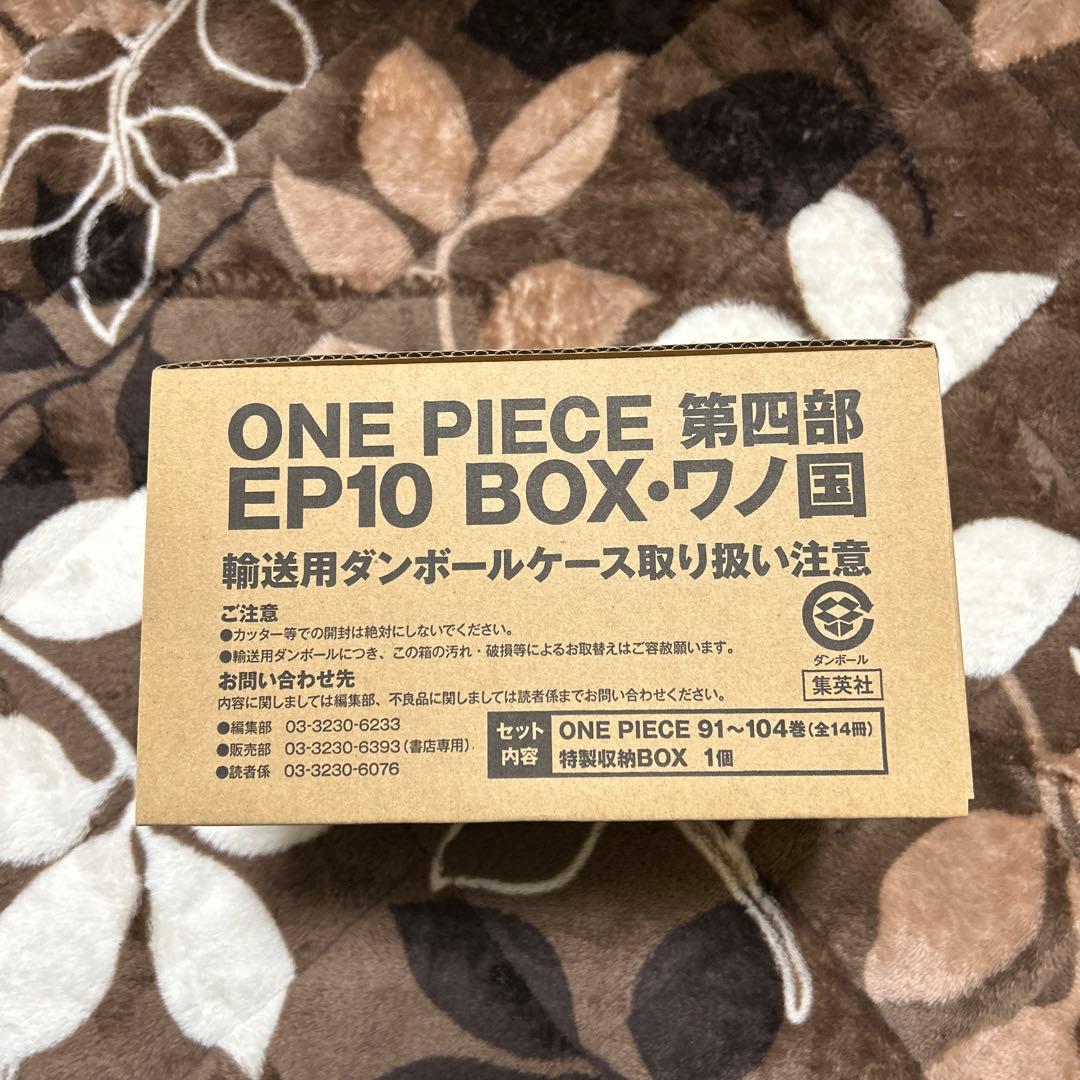 ONE PIECE 第四部
EP10 BOX・ワノ国
輸送用ダンボールケース取り扱い注意
ご注意
●カッター等での開封は絶対にしないでください。
●輸送用ダンボールにつき、この箱の汚れ・破損等によるお取替えはご容赦願います。
お問い合わせ先
内容に関しましては編集部、不良品に関しましては読者係までお問い合わせください。
●編集部 03-3230-6233
●販売部 03-3230-6393(書店専用)
●読者係 03-3230-6076
ダンボール
集英社
セット内容
ONE PIECE 91〜104巻(全14冊)
特製収納BOX 1個